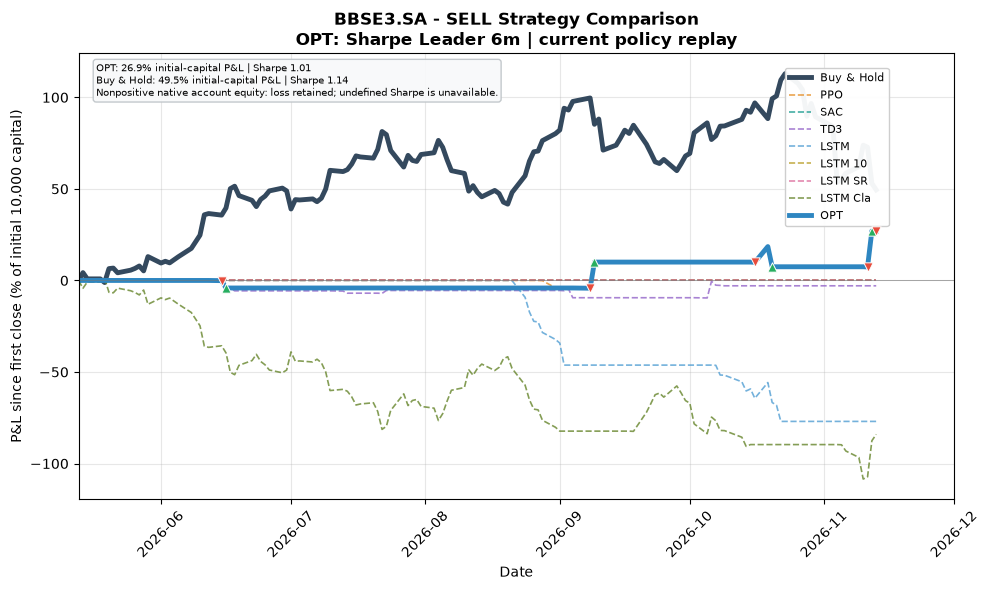 BBSE3.SA - SELL Strategy Comparison
OPT: Sharpe Leader 6m | current policy replay
OPT: 26.9% initial-capital P&L | Sharpe 1.01
Buy & Hold: 49.5% initial-capital P&L | Sharpe 1.14
Nonpositive native account equity: loss retained; undefined Sharpe is unavailable.
Buy & Hold
PPO
SAC
TD3
LSTM
LSTM 10
LSTM SR
LSTM Cla
OPT
P&L since first close (% of initial 10,000 capital)
100
50
0
−50
−100
2026-06
2026-07
2026-08
2026-09
2026-10
2026-11
2026-12
Date